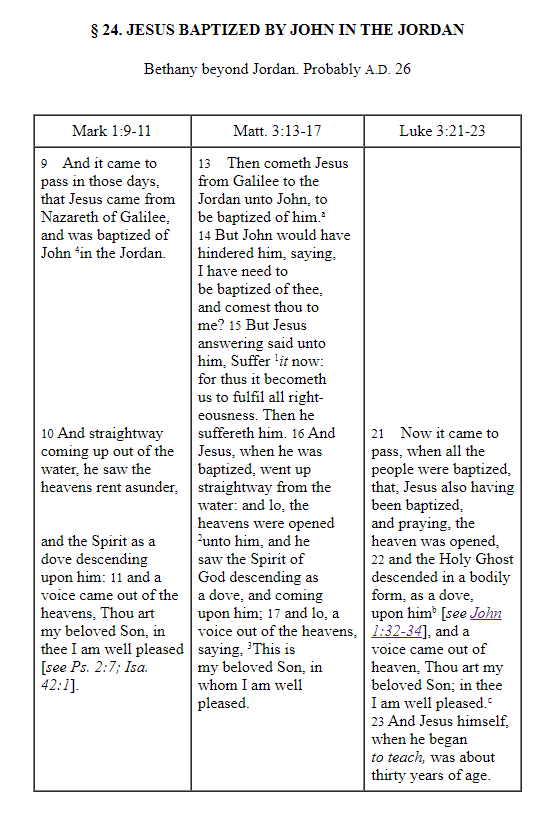 § 24. JESUS BAPTIZED BY JOHN IN THE JORDAN
Bethany beyond Jordan. Probably A.D. 26
Mark 1:9-11
9 And it came to
pass in those days,
that Jesus came from
Nazareth of Galilee,
and was baptized of
John ⁴in the Jordan.
10 And straightway
coming up out of the
water, he saw the
heavens rent asunder,
and the Spirit as a
dove descending
upon him: 11 and a
voice came out of the
heavens, Thou art
my beloved Son, in
thee I am well pleased
[see Ps. 2:7; Isa.
42:1].
Matt. 3:13-17
13 Then cometh Jesus
from Galilee to the
Jordan unto John, to
be baptized of him.ᵃ
14 But John would have
hindered him, saying,
I have need to
be baptized of thee,
and comest thou to
me? 15 But Jesus
answering said unto
him, Suffer ¹it now:
for thus it becometh
us to fulfil all right-
eousness. Then he
suffereth him. 16 And
Jesus, when he was
baptized, went up
straightway from the
water: and lo, the
heavens were opened
²unto him, and he
saw the Spirit of
God descending as
a dove, and coming
upon him; 17 and lo, a
voice out of the heavens,
saying, ³This is
my beloved Son, in
whom I am well
pleased.
Luke 3:21-23
21 Now it came to
pass, when all the
people were baptized,
that, Jesus also having
been baptized,
and praying, the
heaven was opened,
22 and the Holy Ghost
descended in a bodily
form, as a dove,
upon himᵇ [see John
1:32-34], and a
voice came out of
heaven, Thou art my
beloved Son; in thee
I am well pleased.ᶜ
23 And Jesus himself,
when he began
to teach, was about
thirty years of age.